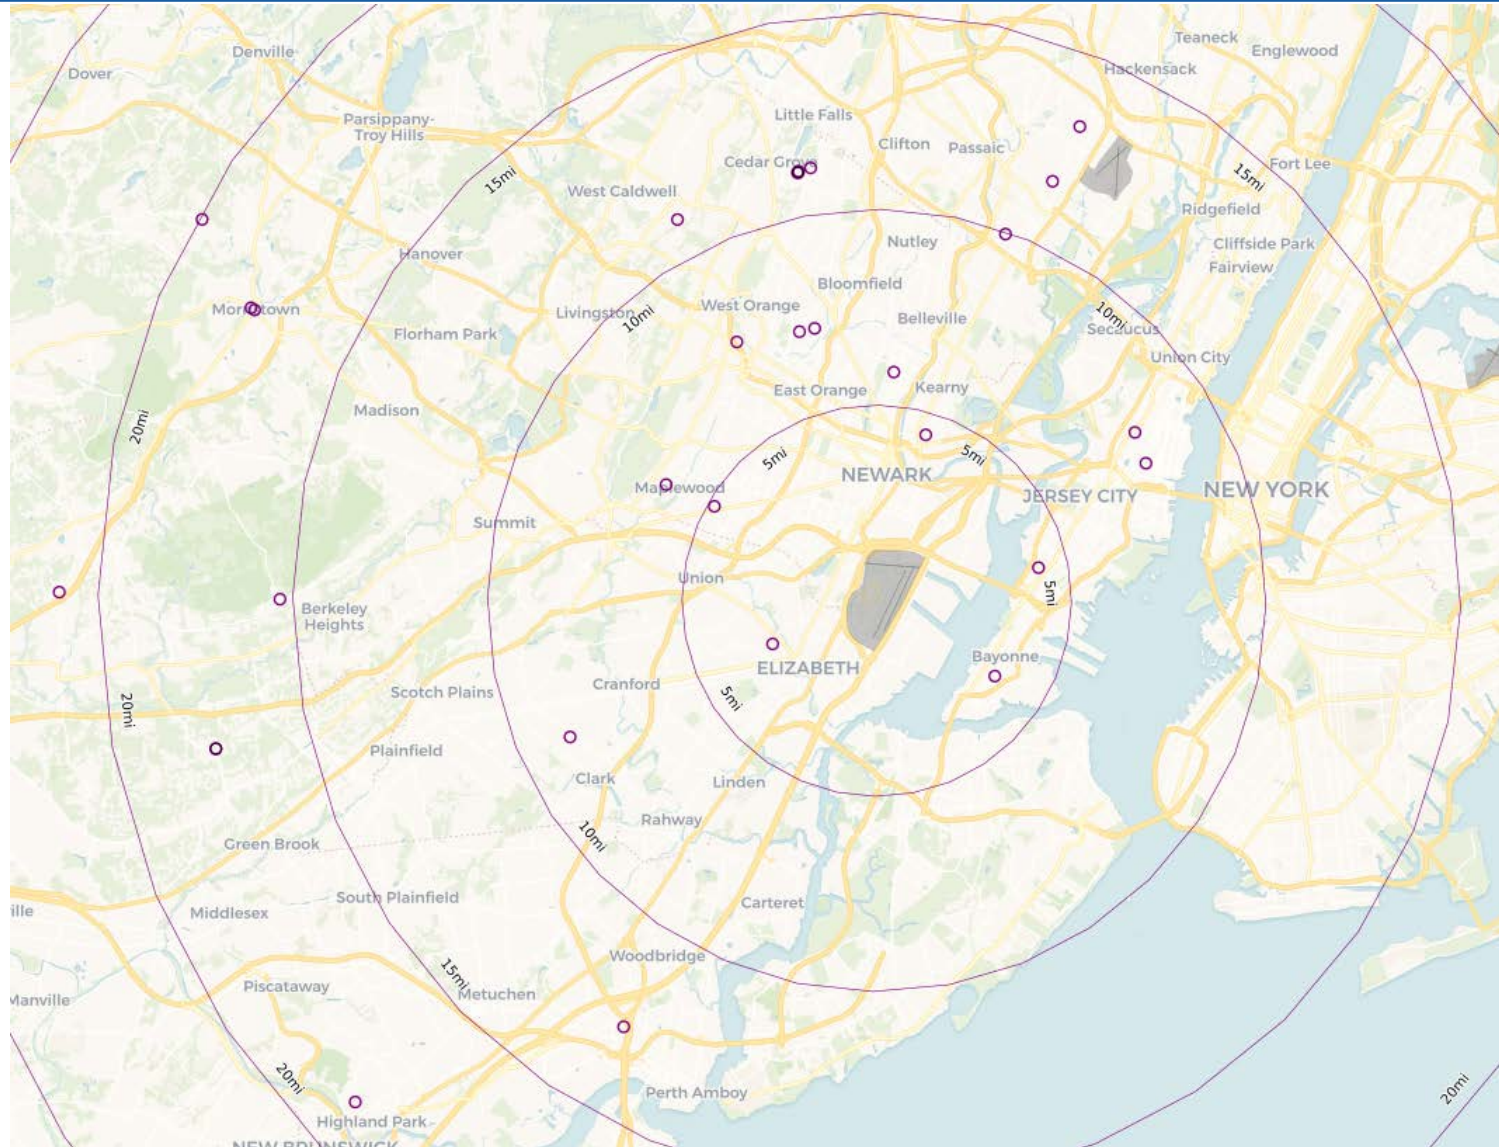 Teaneck
Englewood
Denville
Dover
Hackensack
Little Falls
Parsippany-
Troy Hills
Clifton
Passaic
Cedar Grove
Fort Lee
15mi
15mi
West Caldwell
Ridgefield
Nutley
Cliffside Park
Hanover
Fairview
Bloomfield
West Orange
Morristown
Livingston
10mi
10mi
Belleville
Secaucus
Florham Park
Union City
East Orange
Kearny
Madison
20mi
5mi
5mi
NEWARK
Maplewood
JERSEY CITY
NEW YORK
Summit
Union
5mi
Berkeley
Heights
Bayonne
ELIZABETH
Cranford
Scotch Plains
5mi
20mi
Plainfield
Clark
Linden
Rahway
10mi
Green Brook
South Plainfield
Carteret
ille
Middlesex
Woodbridge
15mi
Piscataway
Metuchen
Manville
20mi
20mi
Perth Amboy
Highland Park
NEW BRUNSWICK